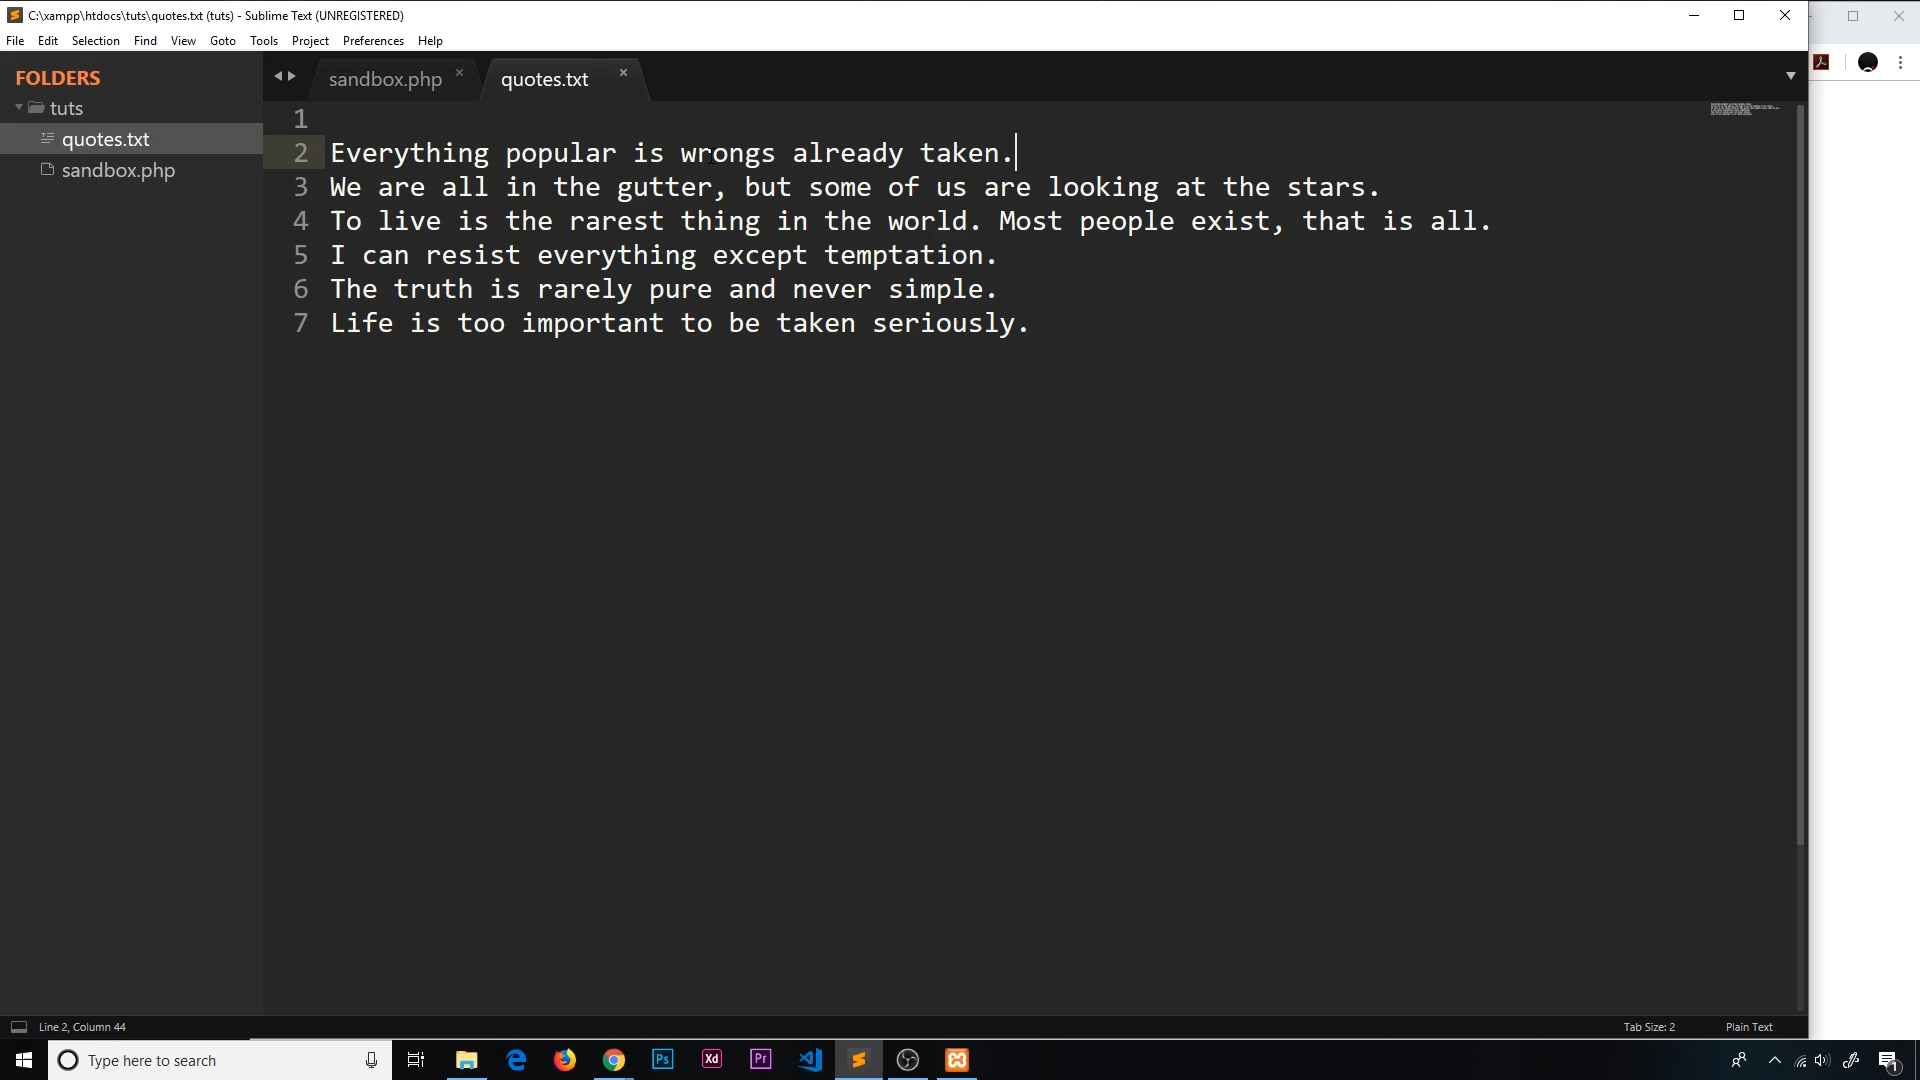 C:\xampp\htdocs\tuts\quotes.txt (tuts) - Sublime Text (UNREGISTERED)
File Edit Selection Find View Goto Tools Project Preferences Help
FOLDERS
tuts
quotes.txt
sandbox.php
sandbox.php × quotes.txt ×
1
2 Everything popular is wrongs already taken.
3 We are all in the gutter, but some of us are looking at the stars.
4 To live is the rarest thing in the world. Most people exist, that is all.
5 I can resist everything except temptation.
6 The truth is rarely pure and never simple.
7 Life is too important to be taken seriously.
Line 2, Column 44 Tab Size: 2 Plain Text
Type here to search Ps Xd Pr 1